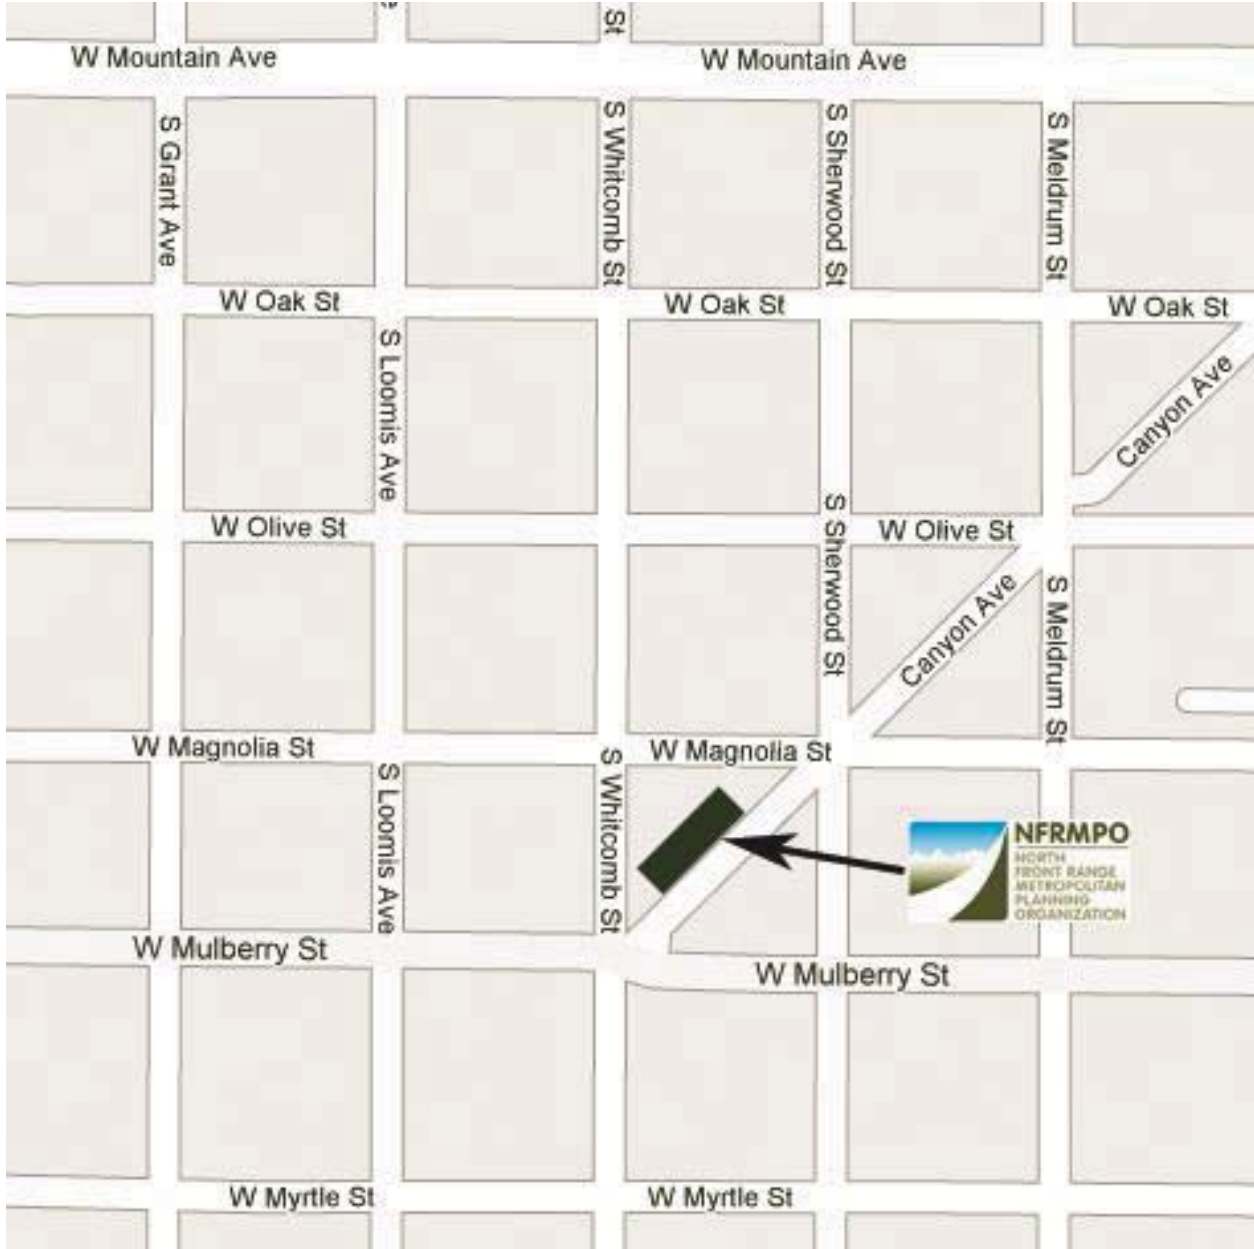 St
W Mountain Ave
W Mountain Ave
S Grant Ave
S Whitcomb St
S Sherwood St
S Meldrum St
W Oak St
W Oak St
W Oak St
S Loomis Ave
Canyon Ave
W Olive St
S Sherwood St
W Olive St
Canyon Ave
S Meldrum St
W Magnolia St
S Whitcomb St
W Magnolia St
S Loomis Ave
NFRMPO
NORTH
FRONT RANGE
METROPOLITAN
PLANNING
ORGANIZATION
W Mulberry St
W Mulberry St
W Myrtle St
W Myrtle St